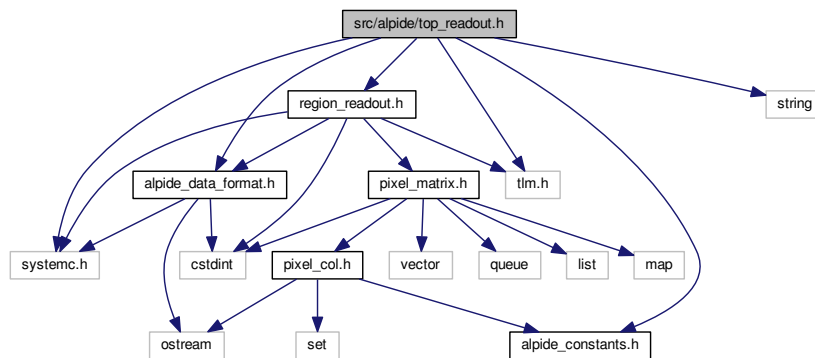 src/alpide/top_readout.h
region_readout.h
string
alpide_data_format.h
pixel_matrix.h
tlm.h
systemc.h
cstdint
pixel_col.h
vector
queue
list
map
ostream
set
alpide_constants.h